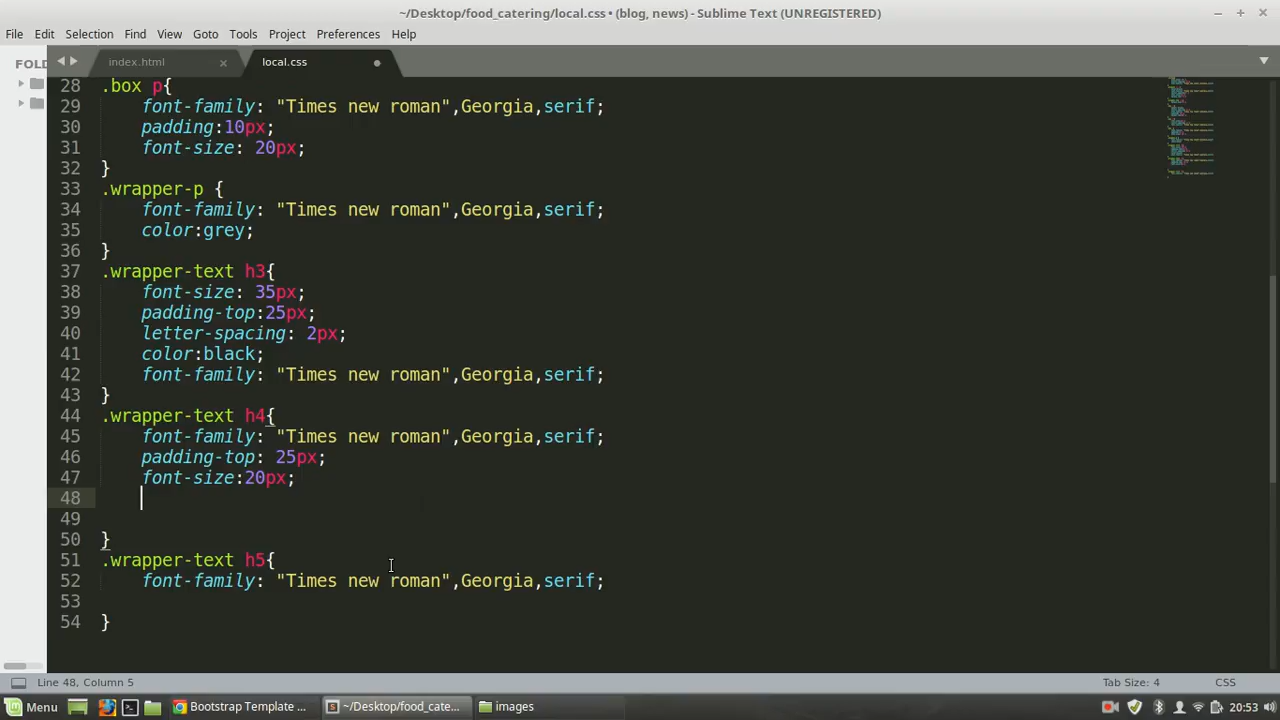 ~/Desktop/food_catering/local.css • (blog, news) - Sublime Text (UNREGISTERED)
File Edit Selection Find View Goto Tools Project Preferences Help
FOLD
index.html × local.css
28 .box p{
29 font-family: "Times new roman",Georgia,serif;
30 padding:10px;
31 font-size: 20px;
32 }
33 .wrapper-p {
34 font-family: "Times new roman",Georgia,serif;
35 color:grey;
36 }
37 .wrapper-text h3{
38 font-size: 35px;
39 padding-top:25px;
40 letter-spacing: 2px;
41 color:black;
42 font-family: "Times new roman",Georgia,serif;
43 }
44 .wrapper-text h4{
45 font-family: "Times new roman",Georgia,serif;
46 padding-top: 25px;
47 font-size:20px;
48
49
50 }
51 .wrapper-text h5{
52 font-family: "Times new roman",Georgia,serif;
53
54 }
Line 48, Column 5 Tab Size: 4 CSS
Menu Bootstrap Template ... ~/Desktop/food_cate... images 20:53